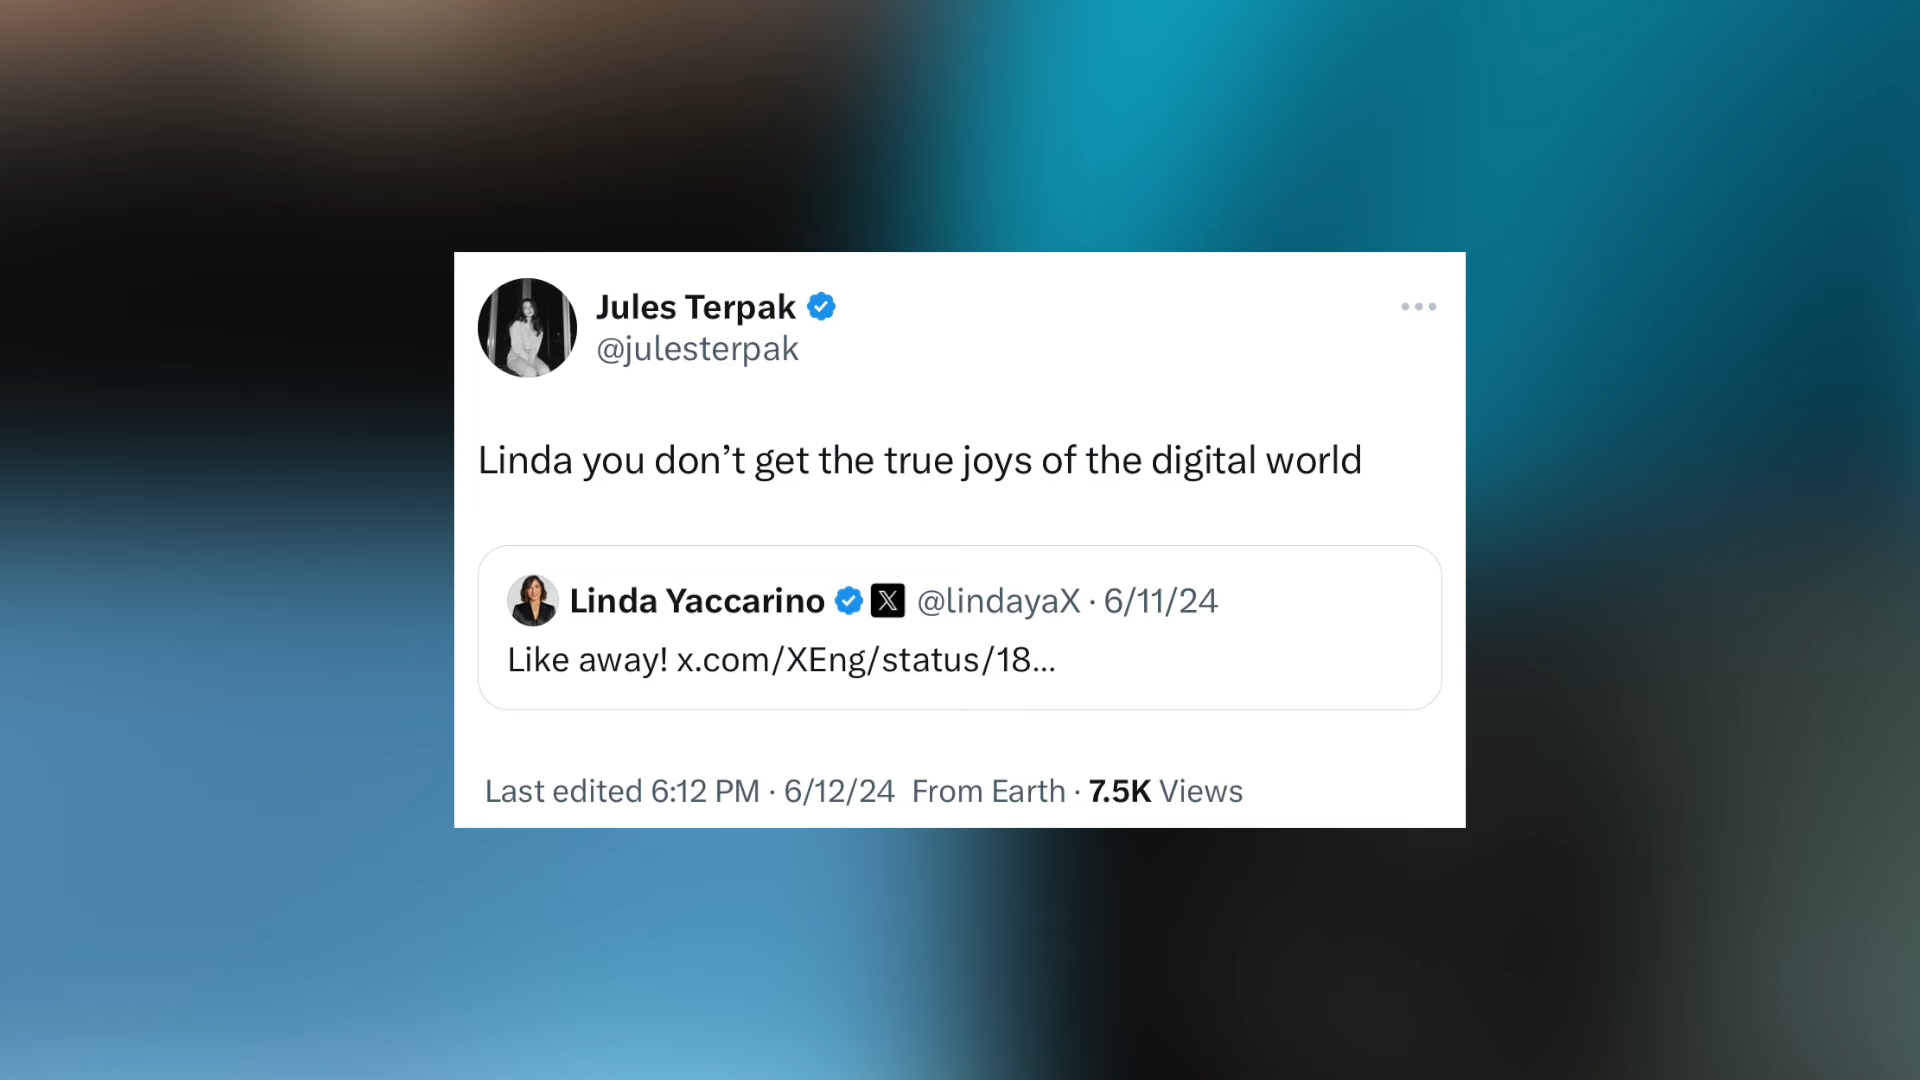 Jules Terpak
@julesterpak
Linda you don’t get the true joys of the digital world
Linda Yaccarino X @lindayaX · 6/11/24
Like away! x.com/XEng/status/18...
Last edited 6:12 PM · 6/12/24 From Earth · 7.5K Views